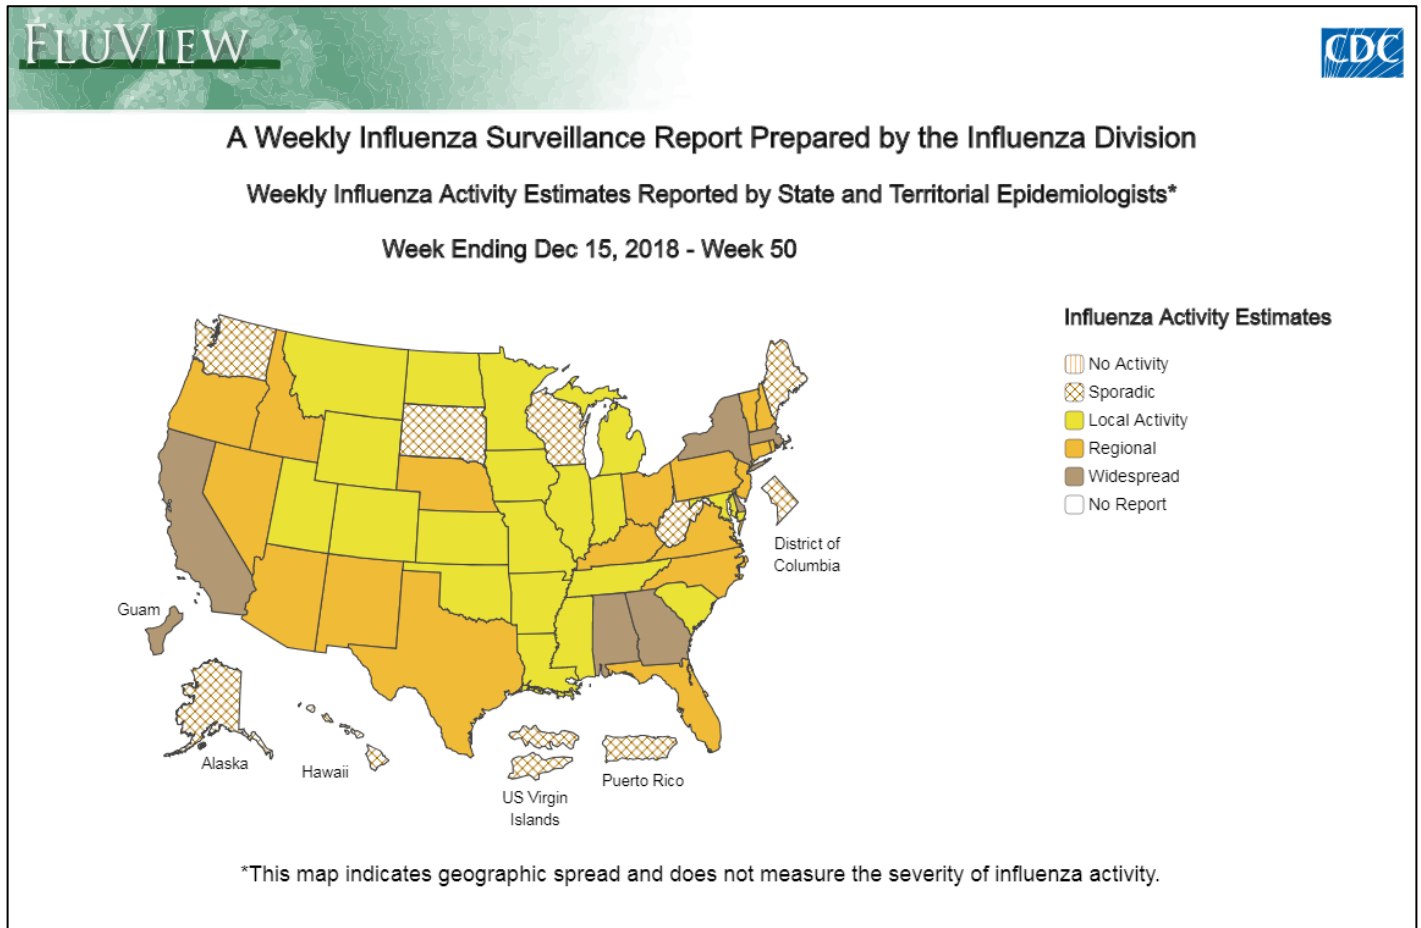 FLUVIEW
CDC
A Weekly Influenza Surveillance Report Prepared by the Influenza Division
Weekly Influenza Activity Estimates Reported by State and Territorial Epidemiologists*
Week Ending Dec 15, 2018 - Week 50
Influenza Activity Estimates
No Activity
Sporadic
Local Activity
Regional
Widespread
No Report
District of
Columbia
Guam
Alaska
Hawaii
US Virgin
Islands
Puerto Rico
*This map indicates geographic spread and does not measure the severity of influenza activity.